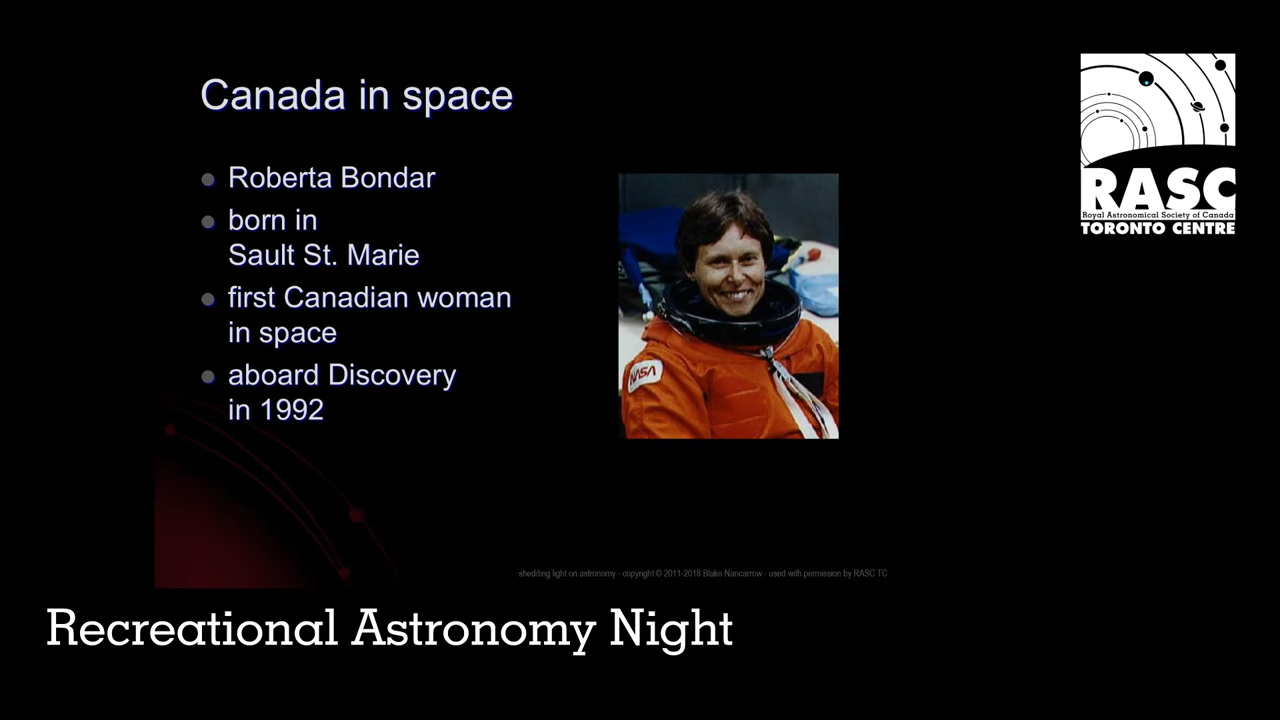 Canada in space
Roberta Bondar
born in
Sault St. Marie
first Canadian woman
in space
aboard Discovery
in 1992
NASA
RASC
Royal Astronomical Society of Canada
TORONTO CENTRE
shedding light on astronomy - copyright © 2011-2018 Blake Nancarrow - used with permission by RASC TC
Recreational Astronomy Night